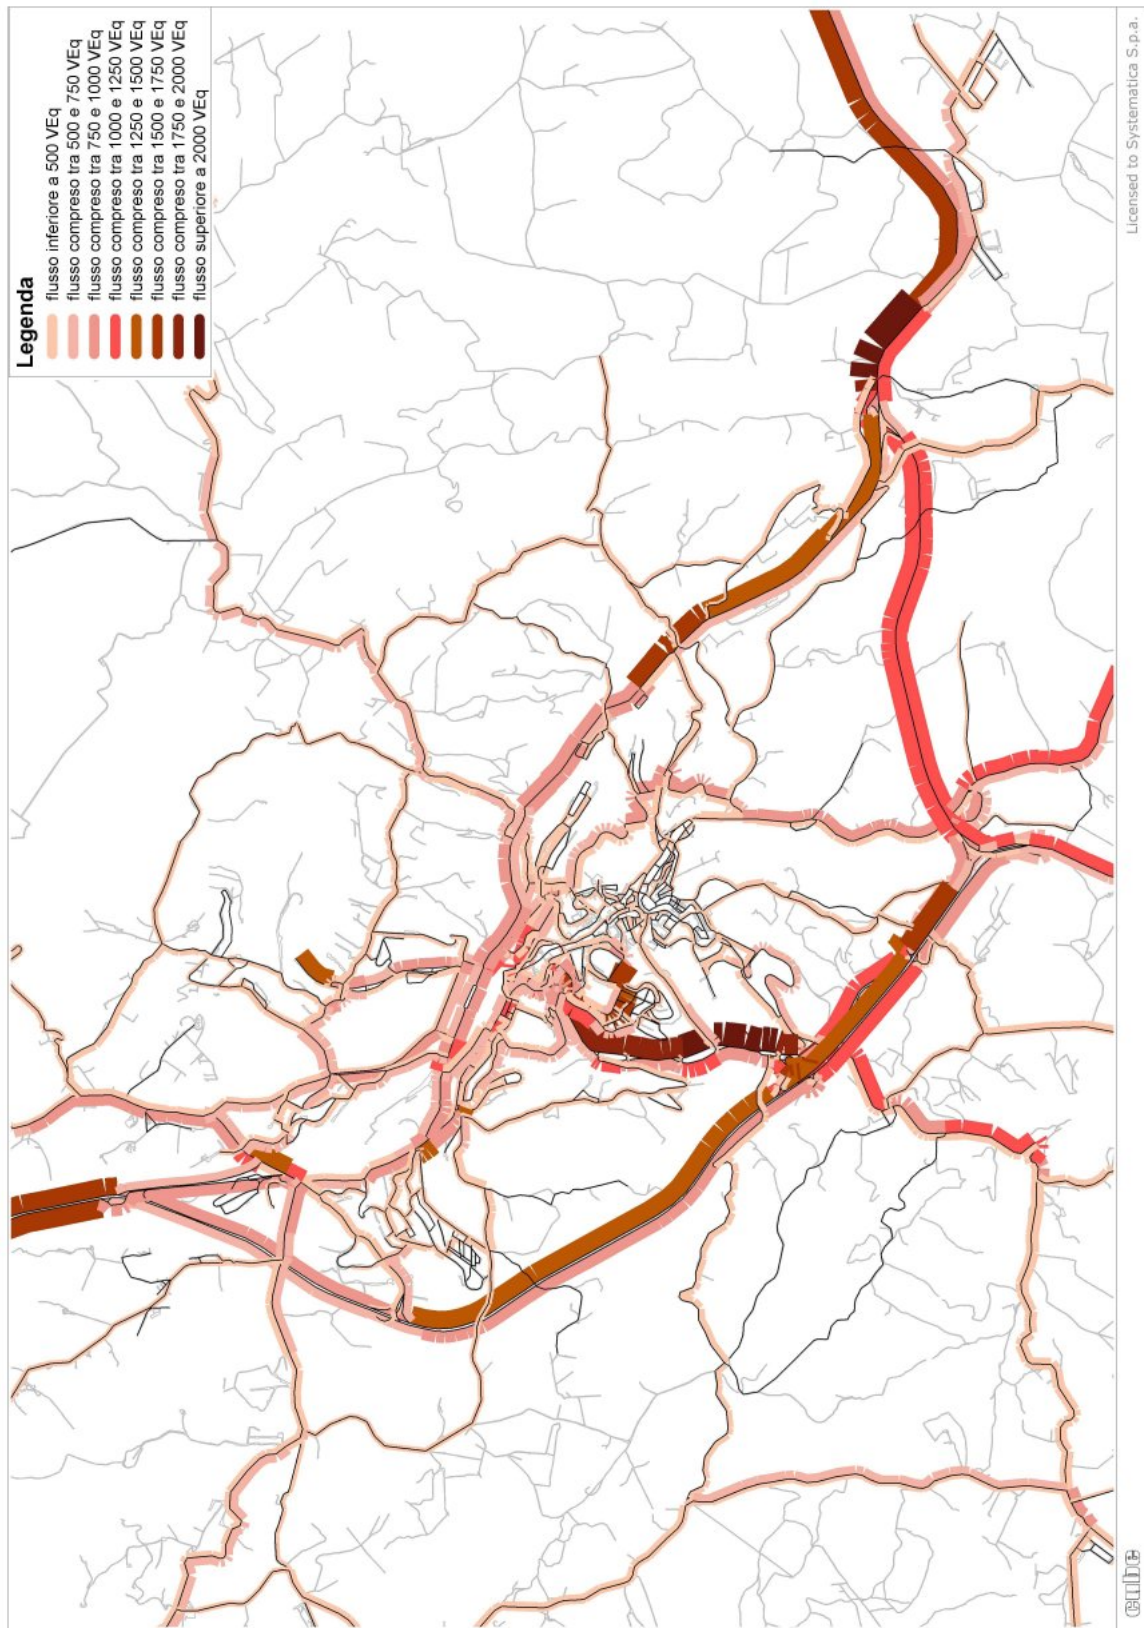 Legenda
flusso inferiore a 500 VEq
flusso compreso tra 500 e 750 VEq
flusso compreso tra 750 e 1000 VEq
flusso compreso tra 1000 e 1250 VEq
flusso compreso tra 1250 e 1500 VEq
flusso compreso tra 1500 e 1750 VEq
flusso compreso tra 1750 e 2000 VEq
flusso superiore a 2000 VEq
cube
Licensed to Systematica S.p.a.